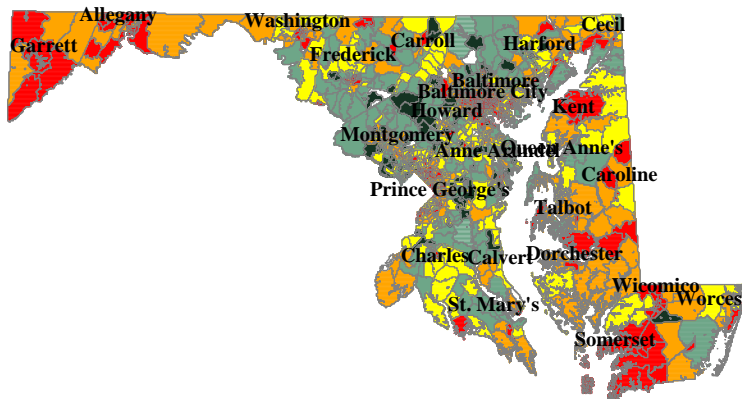 Allegany
Washington
Cecil
Garrett
Frederick
Carroll
Harford
Baltimore
Baltimore City
Howard
Kent
Montgomery
Anne Arundel
Queen Anne's
Caroline
Prince George's
Talbot
Charles
Calvert
Dorchester
Wicomico
St. Mary's
Worces
Somerset